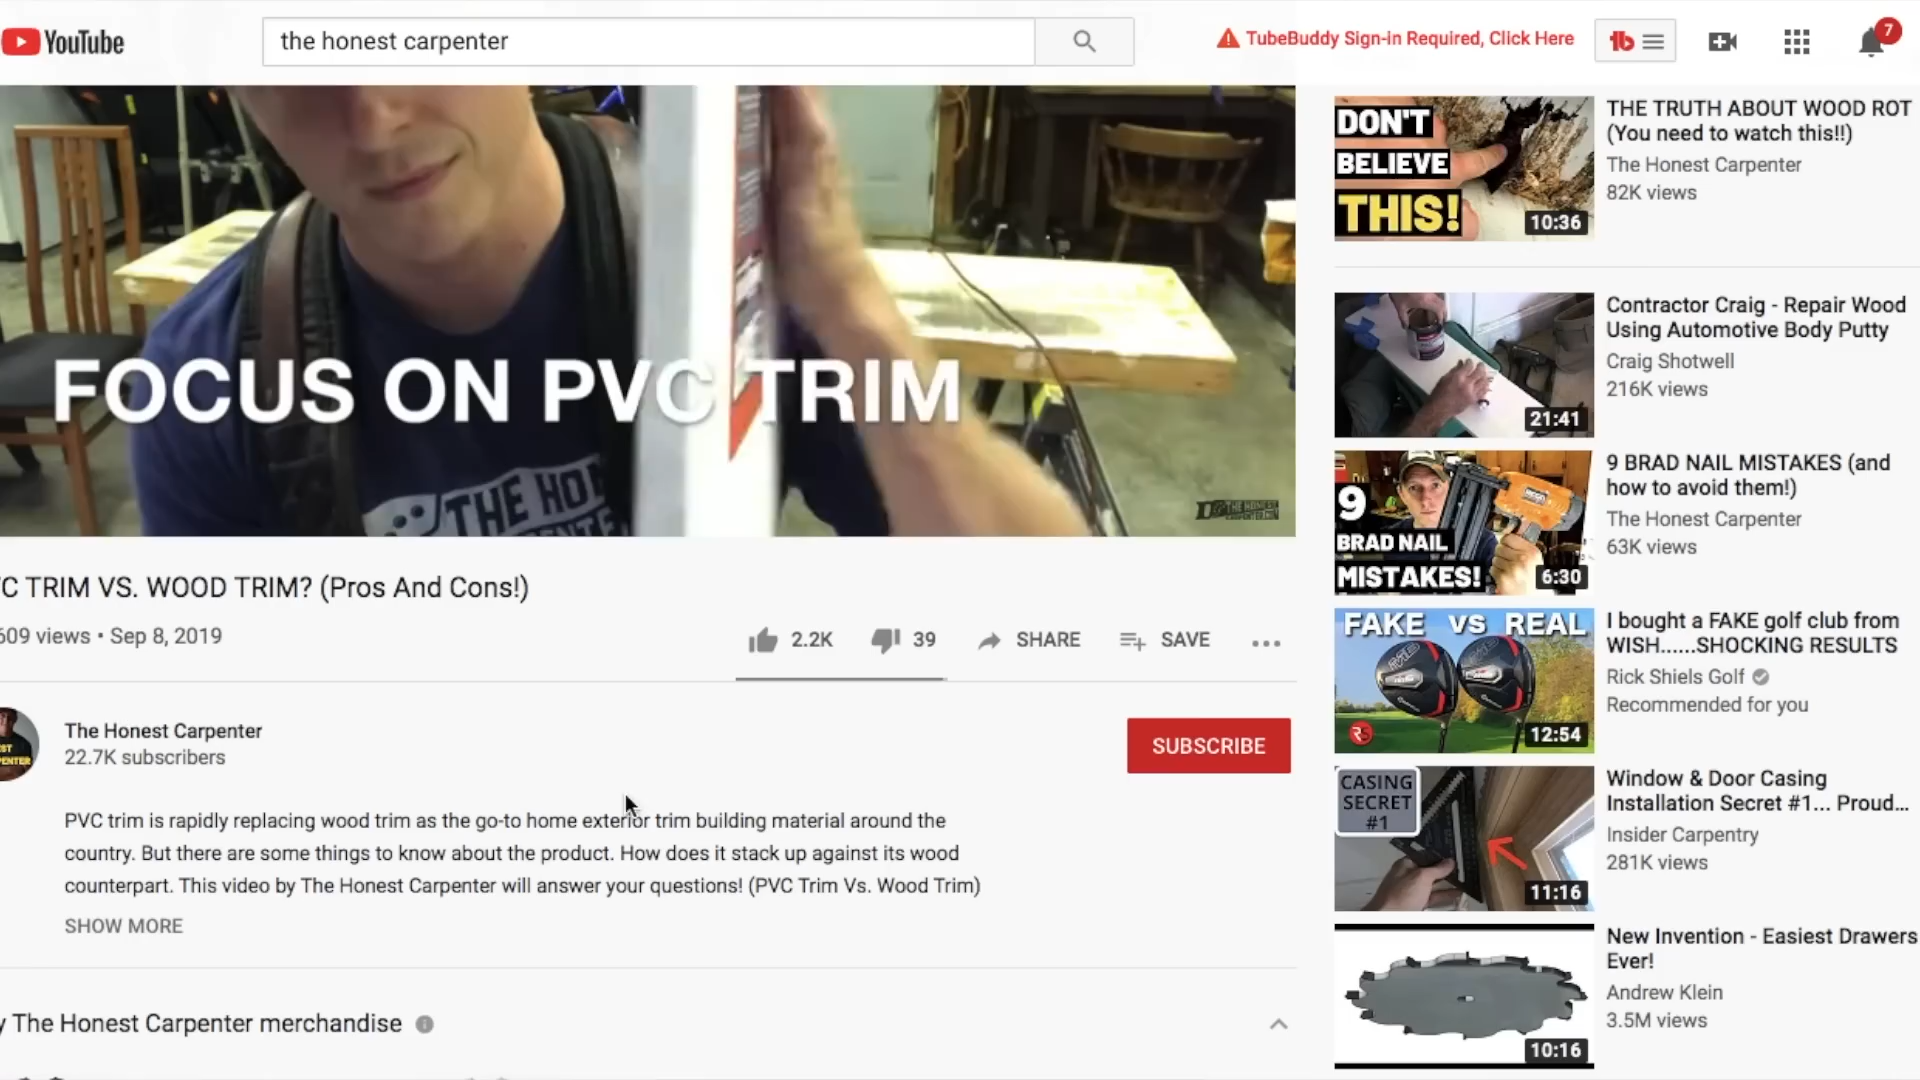 YouTube
the honest carpenter
TubeBuddy Sign-in Required, Click Here
7
FOCUS ON PVC TRIM
C TRIM VS. WOOD TRIM? (Pros And Cons!)
609 views • Sep 8, 2019
2.2K
39
SHARE
SAVE
The Honest Carpenter
22.7K subscribers
SUBSCRIBE
PVC trim is rapidly replacing wood trim as the go-to home exterior trim building material around the
country. But there are some things to know about the product. How does it stack up against its wood
counterpart. This video by The Honest Carpenter will answer your questions! (PVC Trim Vs. Wood Trim)
SHOW MORE
y The Honest Carpenter merchandise
DON'T
BELIEVE
THIS!
10:36
THE TRUTH ABOUT WOOD ROT
(You need to watch this!!)
The Honest Carpenter
82K views
21:41
Contractor Craig - Repair Wood
Using Automotive Body Putty
Craig Shotwell
216K views
9
BRAD NAIL
MISTAKES!
6:30
9 BRAD NAIL MISTAKES (and
how to avoid them!)
The Honest Carpenter
63K views
FAKE VS REAL
12:54
I bought a FAKE golf club from
WISH......SHOCKING RESULTS
Rick Shiels Golf
Recommended for you
CASING
SECRET
#1
11:16
Window & Door Casing
Installation Secret #1... Proud...
Insider Carpentry
281K views
10:16
New Invention - Easiest Drawers
Ever!
Andrew Klein
3.5M views